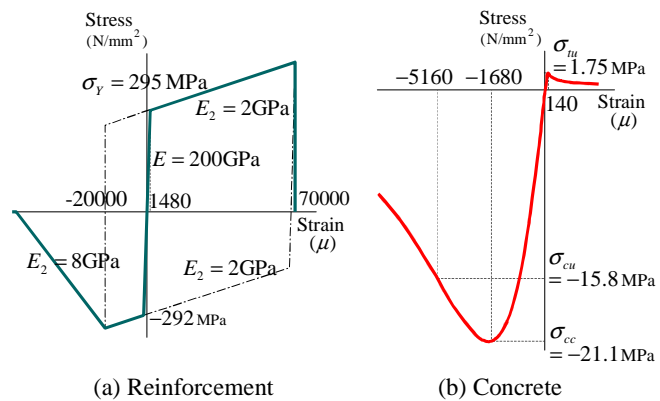 Stress
(N/mm²)
σ_Y = 295 MPa
E₂ = 2GPa
E = 200GPa
-20000
1480
70000
Strain
(μ)
E₂ = 8GPa
E₂ = 2GPa
−292 MPa
(a) Reinforcement
Stress
(N/mm²)
σ_tu
= 1.75 MPa
−5160
−1680
140
Strain
(μ)
σ_cu
= −15.8 MPa
σ_cc
= −21.1 MPa
(b) Concrete